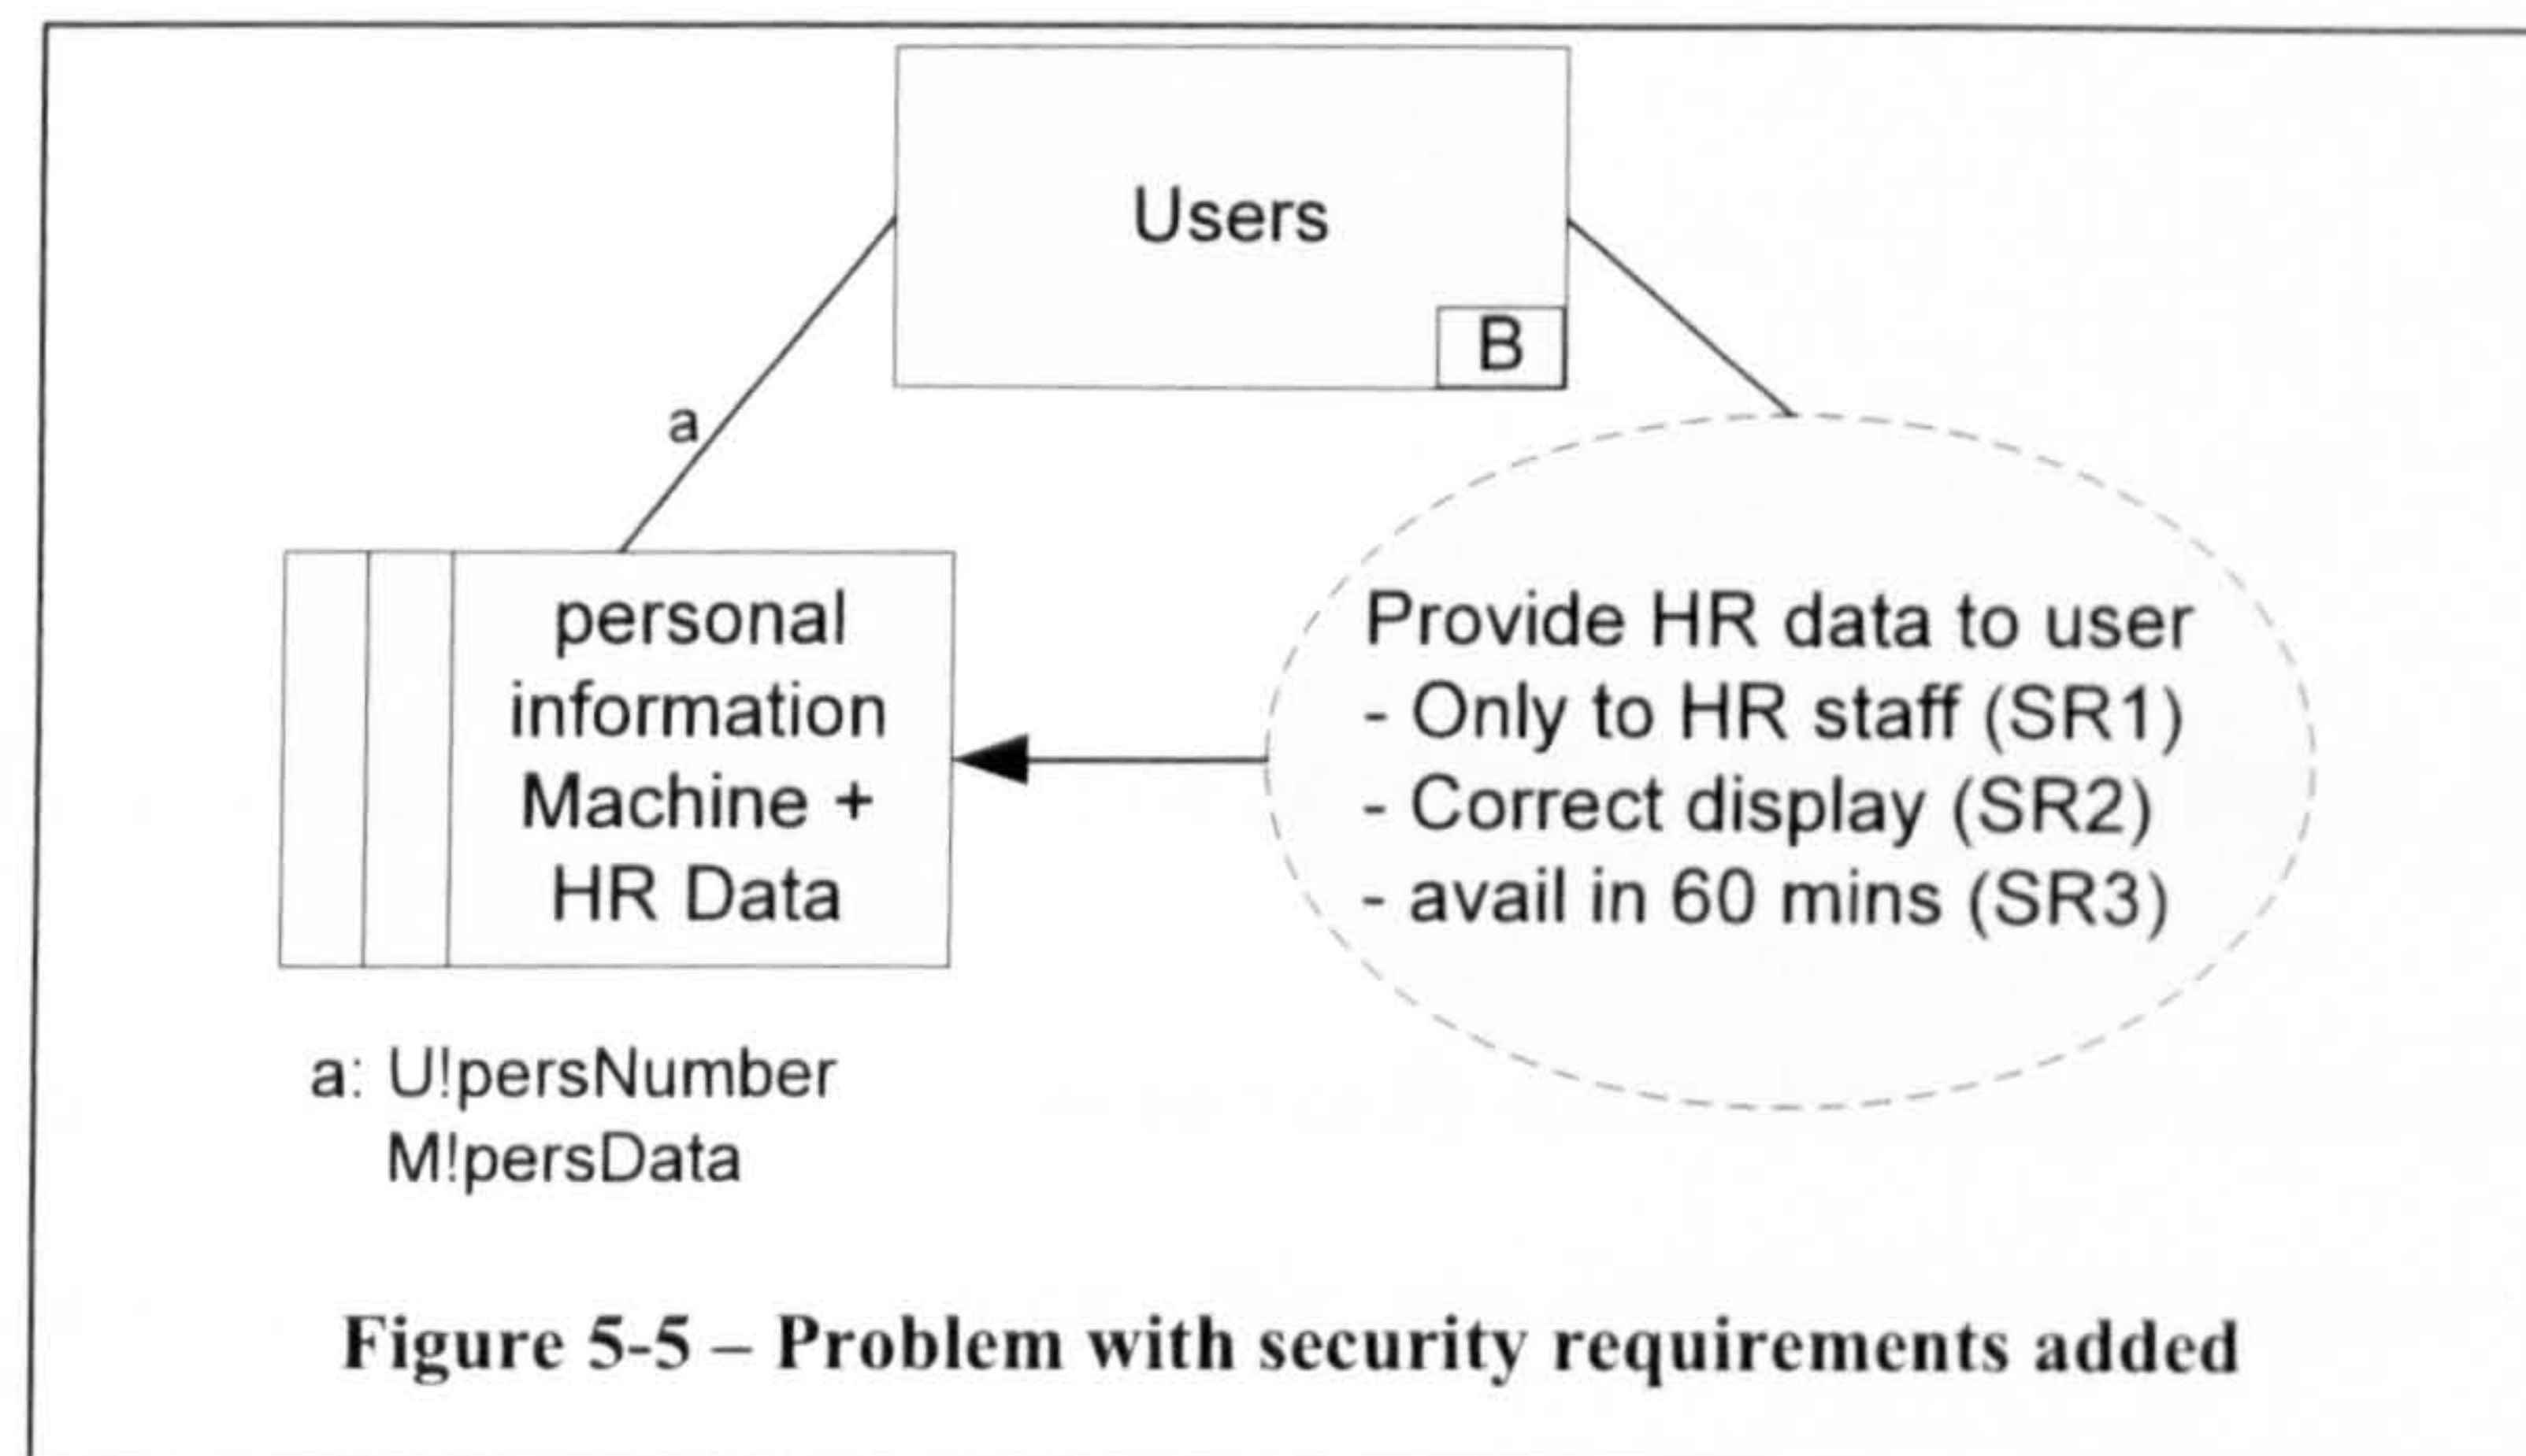 Users
B
a
personal
information
Machine +
HR Data
Provide HR data to user
- Only to HR staff (SR1)
- Correct display (SR2)
- avail in 60 mins (SR3)
a: U!persNumber
M!persData
Figure 5-5 – Problem with security requirements added